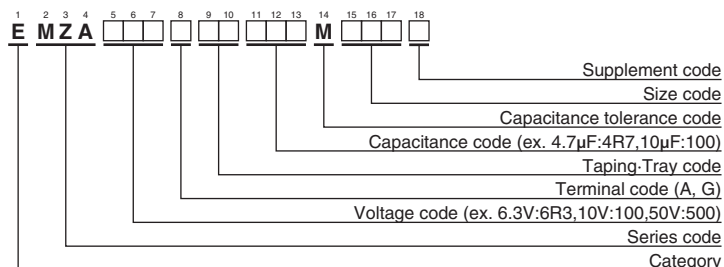 1 2 3 4 5 6 7 8 9 10 11 12 13 14 15 16 17 18
E M Z A M
Supplement code
Size code
Capacitance tolerance code
Capacitance code (ex. 4.7μF:4R7,10μF:100)
Taping·Tray code
Terminal code (A, G)
Voltage code (ex. 6.3V:6R3,10V:100,50V:500)
Series code
Category